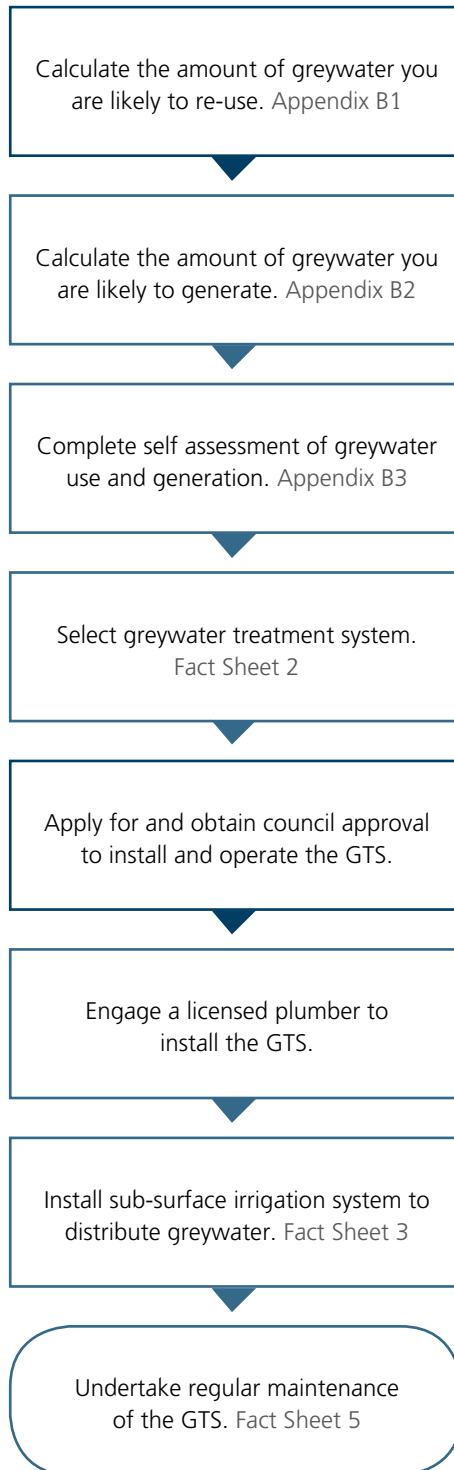 Calculate the amount of greywater you
are likely to re-use. Appendix B1
Calculate the amount of greywater you
are likely to generate. Appendix B2
Complete self assessment of greywater
use and generation. Appendix B3
Select greywater treatment system.
Fact Sheet 2
Apply for and obtain council approval
to install and operate the GTS.
Engage a licensed plumber to
install the GTS.
Install sub-surface irrigation system to
distribute greywater. Fact Sheet 3
Undertake regular maintenance
of the GTS. Fact Sheet 5